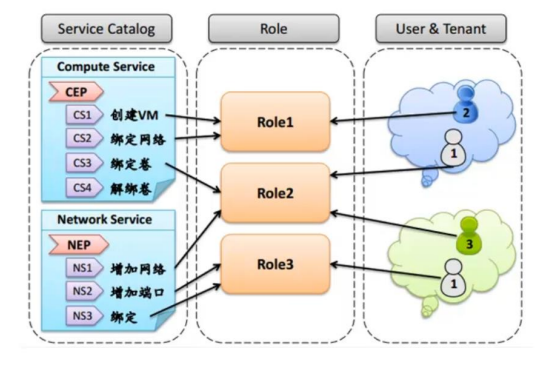 Service Catalog
Role
User & Tenant
Compute Service
CEP
CS1 创建VM
CS2 绑定网络
CS3 绑定卷
CS4 解绑卷
Network Service
NEP
NS1 增加网络
NS2 增加端口
NS3 绑定
Role1
Role2
Role3
2
1
3
1